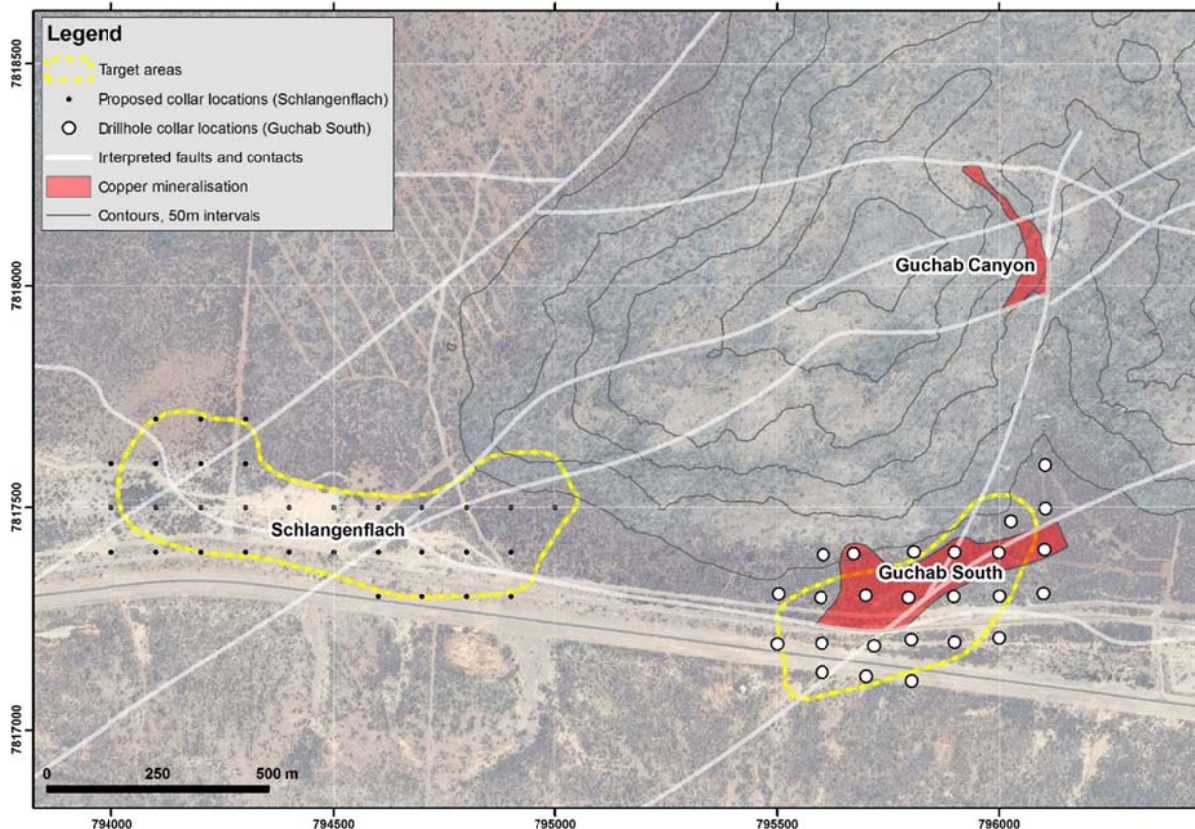 Legend
Target areas
Proposed collar locations (Schlangenflach)
Drillhole collar locations (Guchab South)
Interpreted faults and contacts
Copper mineralisation
Contours, 50m intervals
Guchab Canyon
Schlangenflach
Guchab South
7818500
7818000
7817500
7817000
0 250 500 m
794000 794500 795000 795500 796000